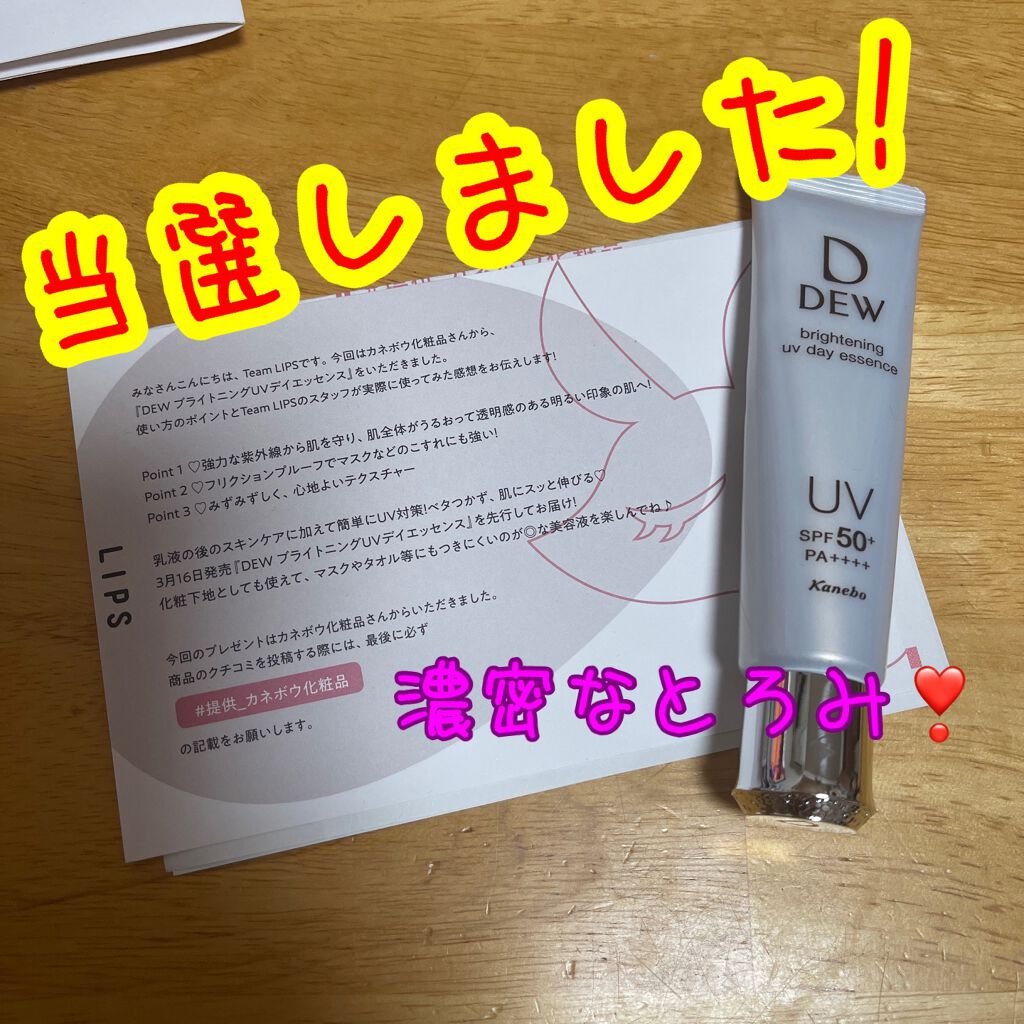 当選しました!
みなさんこんにちは、Team LIPSです。今回はカネボウ化粧品さんから、
『DEW ブライトニングUVデイエッセンス』をいただきました。
使い方のポイントとTeam LIPSのスタッフが実際に使ってみた感想をお伝えします!
Point 1 ♡強力な紫外線から肌を守り、肌全体がうるおって透明感のある明るい印象の肌へ!
Point 2 ♡フリクションプルーフでマスクなどのこすれにも強い!
Point 3 ♡みずみずしく、心地よいテクスチャー
乳液の後のスキンケアに加えて簡単にUV対策!ベタつかず、肌にスッと伸びる♡
3月16日発売『DEW ブライトニングUVデイエッセンス』を先行してお届け!
化粧下地としても使えて、マスクやタオル等にもつきにくいのが◎な美容液を楽しんでね♪
今回のプレゼントはカネボウ化粧品さんからいただきました。
商品のクチコミを投稿する際には、最後に必ず
#提供_カネボウ化粧品
の記載をお願いします。
LIPS
D
DEW
brightening
uv day essence
UV
SPF50+
PA++++
Kanebo
濃密なとろみ❣